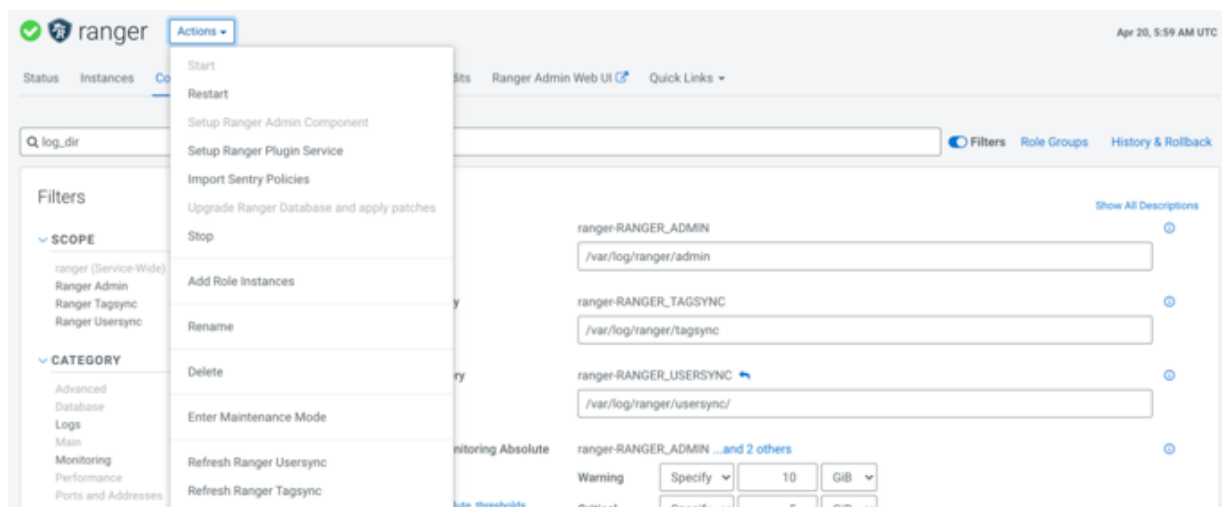 ranger Actions
Apr 20, 5:59 AM UTC
Status Instances Co dits Ranger Admin Web UI Quick Links
Start
Restart
Setup Ranger Admin Component
Setup Ranger Plugin Service
Import Sentry Policies
Upgrade Ranger Database and apply patches
Stop
Add Role Instances
Rename
Delete
Enter Maintenance Mode
Refresh Ranger Usersync
Refresh Ranger Tagsync
log_dir
Filters Role Groups History & Rollback
Filters
SCOPE
ranger (Service-Wide)
Ranger Admin
Ranger Tagsync
Ranger Usersync
CATEGORY
Advanced
Database
Logs
Main
Monitoring
Performance
Ports and Addresses
Show All Descriptions
ranger-RANGER_ADMIN
/var/log/ranger/admin
y ranger-RANGER_TAGSYNC
/var/log/ranger/tagsync
ry ranger-RANGER_USERSYNC
/var/log/ranger/usersync/
nitoring Absolute ranger-RANGER_ADMIN ...and 2 others
Warning Specify 10 GiB